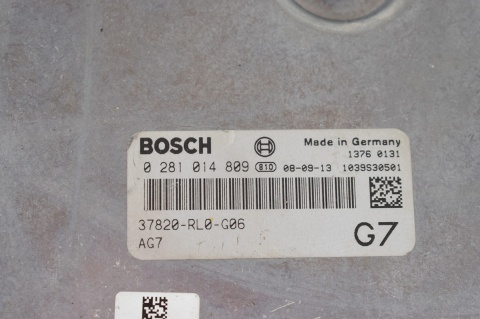 BOSCH Made in Germany
1376 0131
0 281 014 809 810 08-09-13 1039S30501
37820-RL0-G06
AG7 G7